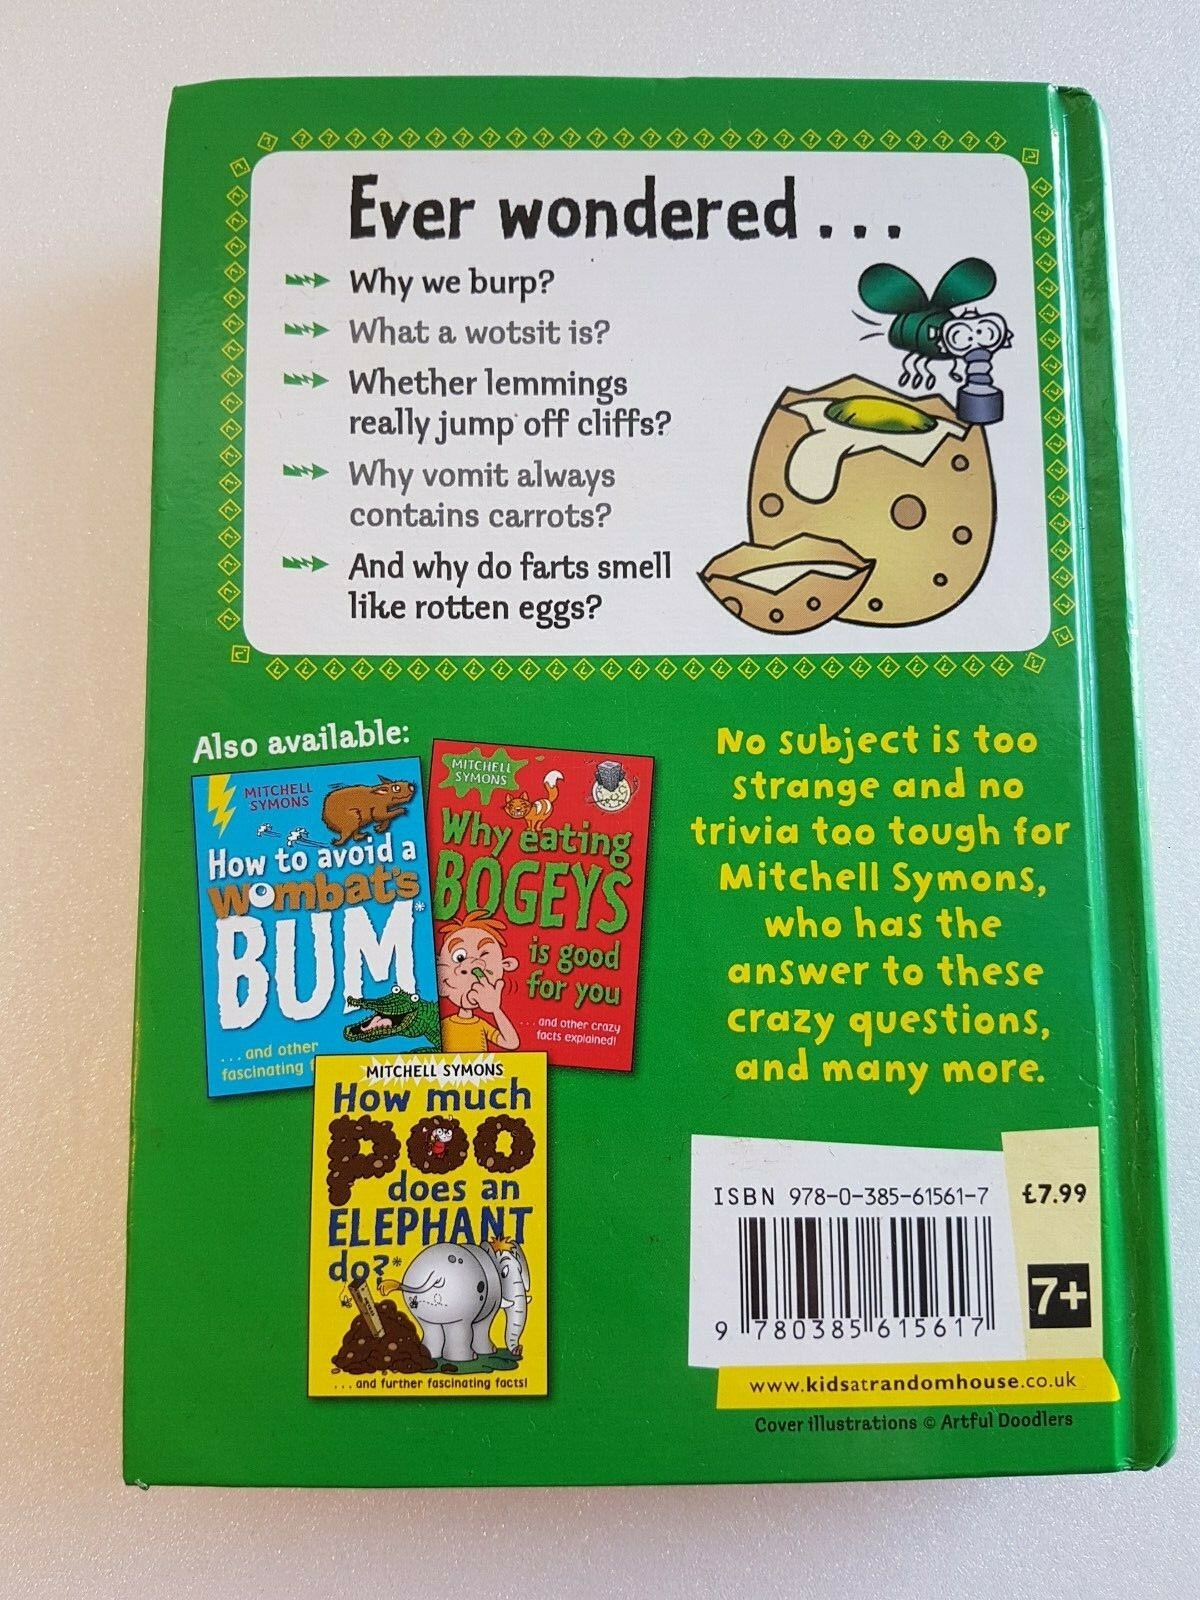 Ever wondered...
Why we burp?
What a wotsit is?
Whether lemmings
really jump off cliffs?
Why vomit always
contains carrots?
And why do farts smell
like rotten eggs?
Also available:
MITCHELL
SYMONS
How to avoid a
wombat's
BUM*
...and other
fascinating
MITCHELL
SYMONS
Why eating
BOGEYS
is good
for you
...and other crazy
facts explained!
MITCHELL SYMONS
How much
POO
does an
ELEPHANT
do?*
...and further fascinating facts!
No subject is too
strange and no
trivia too tough for
Mitchell Symons,
who has the
answer to these
crazy questions,
and many more.
ISBN 978-0-385-61561-7
£7.99
7+
9 780385 615617
www.kidsatrandomhouse.co.uk
Cover illustrations © Artful Doodlers